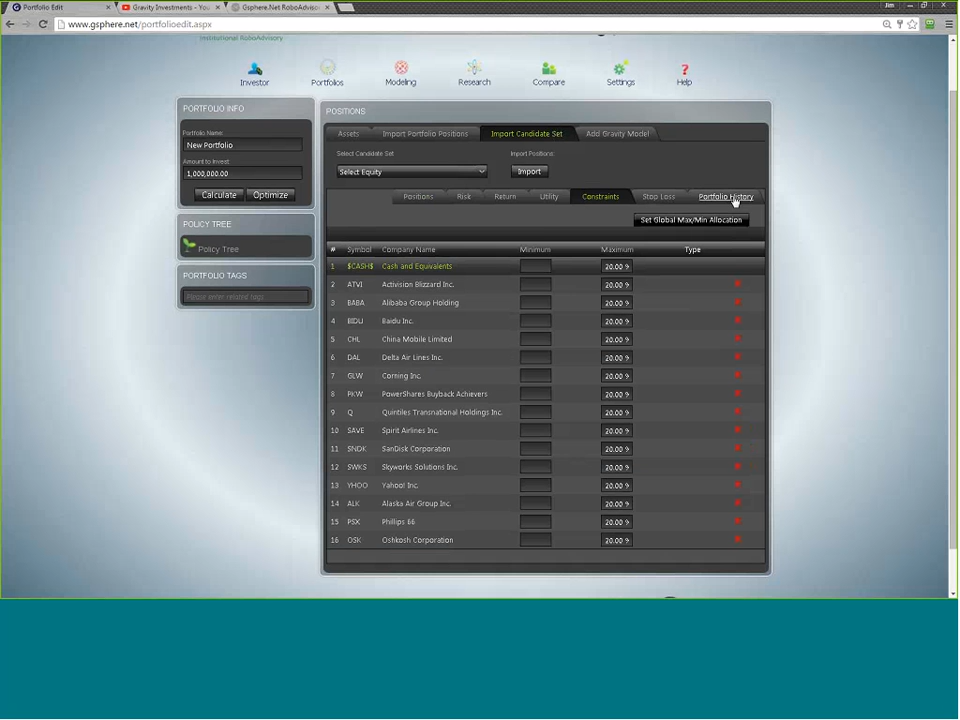 Portfolio Edit
Gravity Investments - You
Gsphere.Net RoboAdvisor
Jim
www.gsphere.net/portfolioedit.aspx
Institutional RoboAdvisory
Investor
Portfolios
Modeling
Research
Compare
Settings
Help
PORTFOLIO INFO
Portfolio Name:
New Portfolio
Amount to Invest
1,000,000.00
Calculate
Optimize
POLICY TREE
Policy Tree
PORTFOLIO TAGS
Please enter related tags
POSITIONS
Assets
Import Portfolio Positions
Import Candidate Set
Add Gravity Model
Select Candidate Set
Import Positions:
Select Equity
Import
Positions
Risk
Return
Utility
Constraints
Stop Loss
Portfolio History
Set Global Max/Min Allocation
# Symbol Company Name Minimum Maximum Type
1 $CASH$ Cash and Equivalents 20.00 %
2 ATVI Activision Blizzard Inc. 20.00 %
3 BABA Alibaba Group Holding 20.00 %
4 BIDU Baidu Inc. 20.00 %
5 CHL China Mobile Limited 20.00 %
6 DAL Delta Air Lines Inc. 20.00 %
7 GLW Corning Inc. 20.00 %
8 PKW PowerShares Buyback Achievers 20.00 %
9 Q Quintiles Transnational Holdings Inc. 20.00 %
10 SAVE Spirit Airlines Inc. 20.00 %
11 SNDK SanDisk Corporation 20.00 %
12 SWKS Skyworks Solutions Inc. 20.00 %
13 YHOO Yahoo! Inc. 20.00 %
14 ALK Alaska Air Group Inc. 20.00 %
15 PSX Phillips 66 20.00 %
16 OSK Oshkosh Corporation 20.00 %